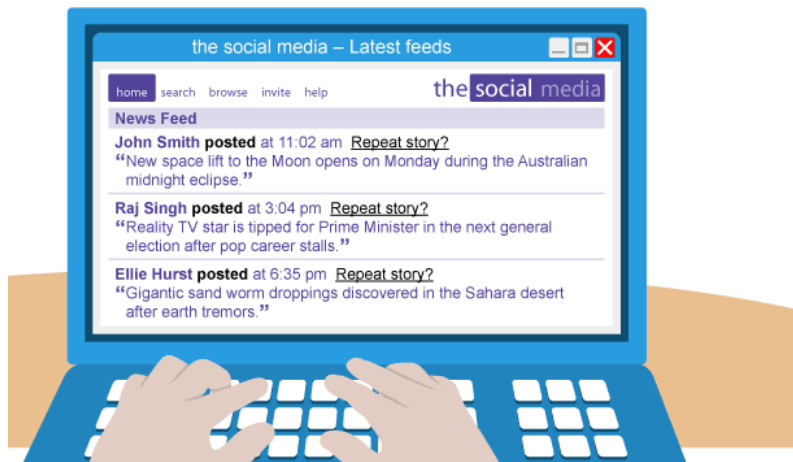 the social media – Latest feeds
home search browse invite help
the social media
News Feed
John Smith posted at 11:02 am Repeat story?
“New space lift to the Moon opens on Monday during the Australian
midnight eclipse.”
Raj Singh posted at 3:04 pm Repeat story?
“Reality TV star is tipped for Prime Minister in the next general
election after pop career stalls.”
Ellie Hurst posted at 6:35 pm Repeat story?
“Gigantic sand worm droppings discovered in the Sahara desert
after earth tremors.”